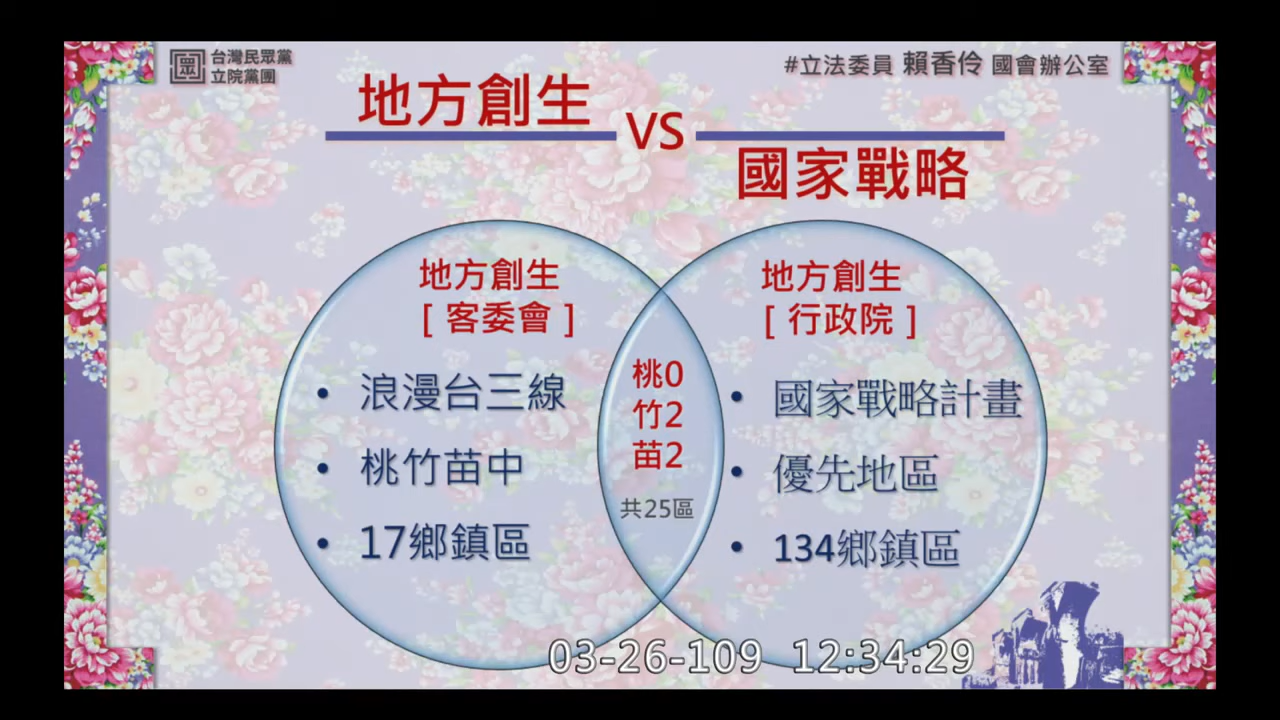 台灣民眾黨
立院黨團
#立法委員 賴香伶 國會辦公室
地方創生
VS
國家戰略
地方創生
[ 客委會 ]
• 浪漫台三線
• 桃竹苗中
• 17鄉鎮區
桃0
竹2
苗2
共25區
地方創生
[ 行政院 ]
• 國家戰略計畫
• 優先地區
• 134鄉鎮區
03-26-109 12:34:29